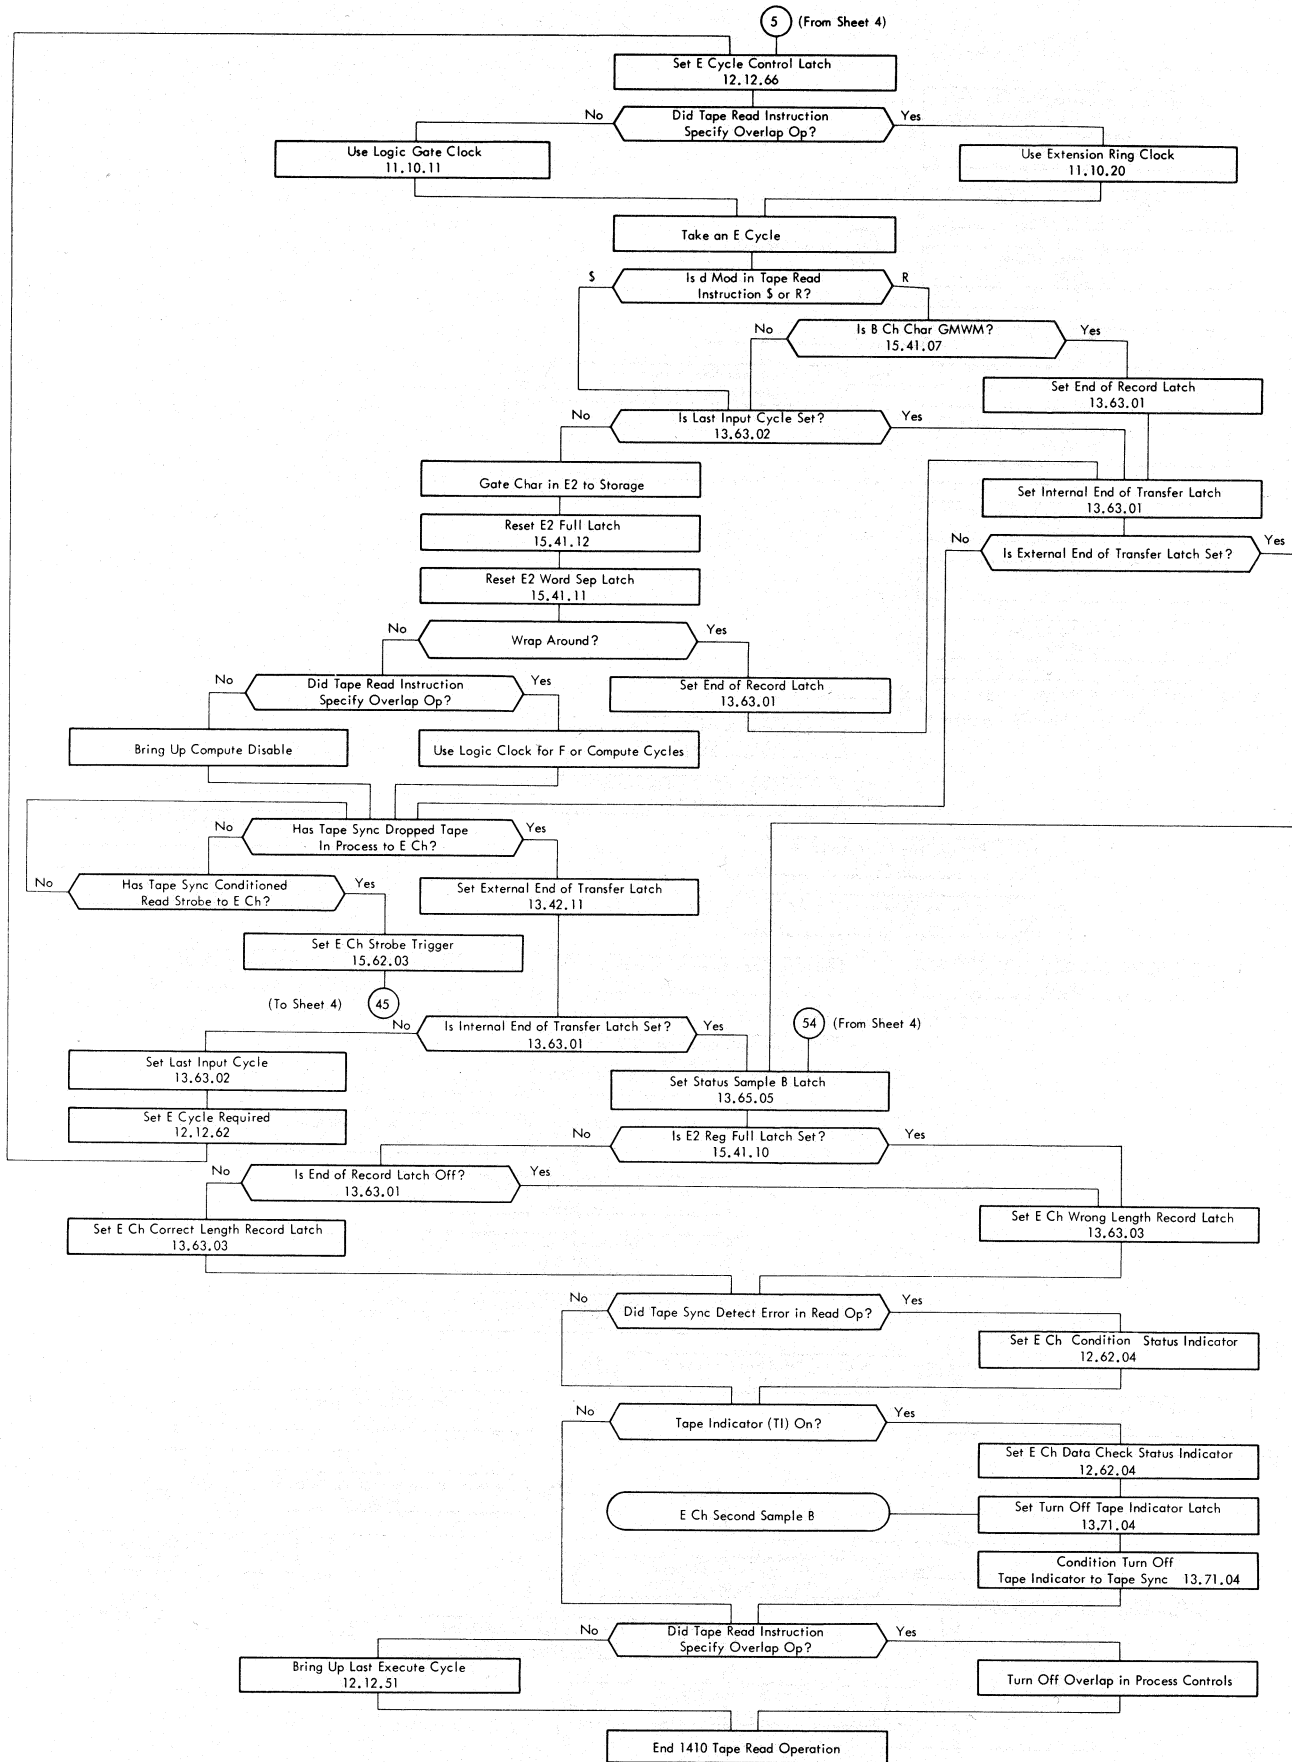 5 (From Sheet 4)
Set E Cycle Control Latch
12.12.66
No
Did Tape Read Instruction
Specify Overlap Op?
Yes
Use Logic Gate Clock
11.10.11
Use Extension Ring Clock
11.10.20
Take an E Cycle
$
Is d Mod in Tape Read
Instruction $ or R?
R
No
Is B Ch Char GMWM?
15.41.07
Yes
Set End of Record Latch
13.63.01
No
Is Last Input Cycle Set?
13.63.02
Yes
Gate Char in E2 to Storage
Set Internal End of Transfer Latch
13.63.01
Reset E2 Full Latch
15.41.12
No
Is External End of Transfer Latch Set?
Yes
Reset E2 Word Sep Latch
15.41.11
No
Wrap Around?
Yes
No
Did Tape Read Instruction
Specify Overlap Op?
Yes
Set End of Record Latch
13.63.01
Bring Up Compute Disable
Use Logic Clock for F or Compute Cycles
No
Has Tape Sync Dropped Tape
In Process to E Ch?
Yes
No
Has Tape Sync Conditioned
Read Strobe to E Ch?
Yes
Set External End of Transfer Latch
13.42.11
Set E Ch Strobe Trigger
15.62.03
(To Sheet 4) 45
No
Is Internal End of Transfer Latch Set?
13.63.01
Yes
54 (From Sheet 4)
Set Last Input Cycle
13.63.02
Set Status Sample B Latch
13.65.05
Set E Cycle Required
12.12.62
No
Is E2 Reg Full Latch Set?
15.41.10
Yes
No
Is End of Record Latch Off?
13.63.01
Yes
Set E Ch Correct Length Record Latch
13.63.03
Set E Ch Wrong Length Record Latch
13.63.03
No
Did Tape Sync Detect Error in Read Op?
Yes
Set E Ch Condition Status Indicator
12.62.04
No
Tape Indicator (TI) On?
Yes
Set E Ch Data Check Status Indicator
12.62.04
E Ch Second Sample B
Set Turn Off Tape Indicator Latch
13.71.04
Condition Turn Off
Tape Indicator to Tape Sync 13.71.04
No
Did Tape Read Instruction
Specify Overlap Op?
Yes
Bring Up Last Execute Cycle
12.12.51
Turn Off Overlap in Process Controls
End 1410 Tape Read Operation